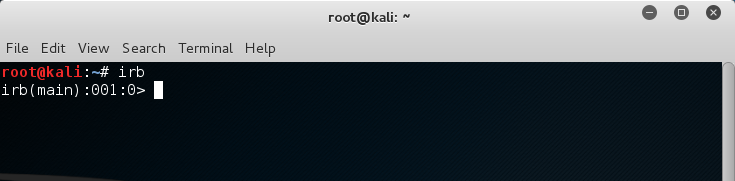 root@kali: ~
File Edit View Search Terminal Help
root@kali:~# irb
irb(main):001:0>